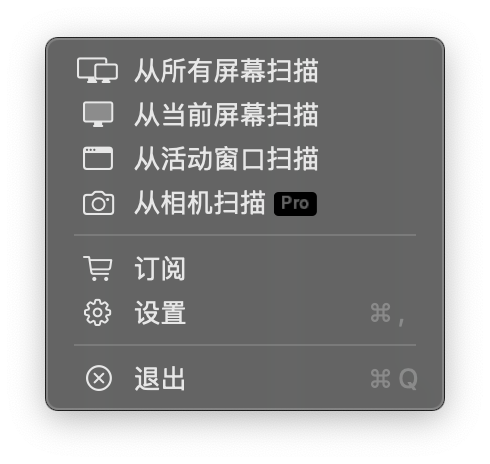 从所有屏幕扫描
从当前屏幕扫描
从活动窗口扫描
从相机扫描 Pro
订阅
设置 ⌘ ,
退出 ⌘ Q